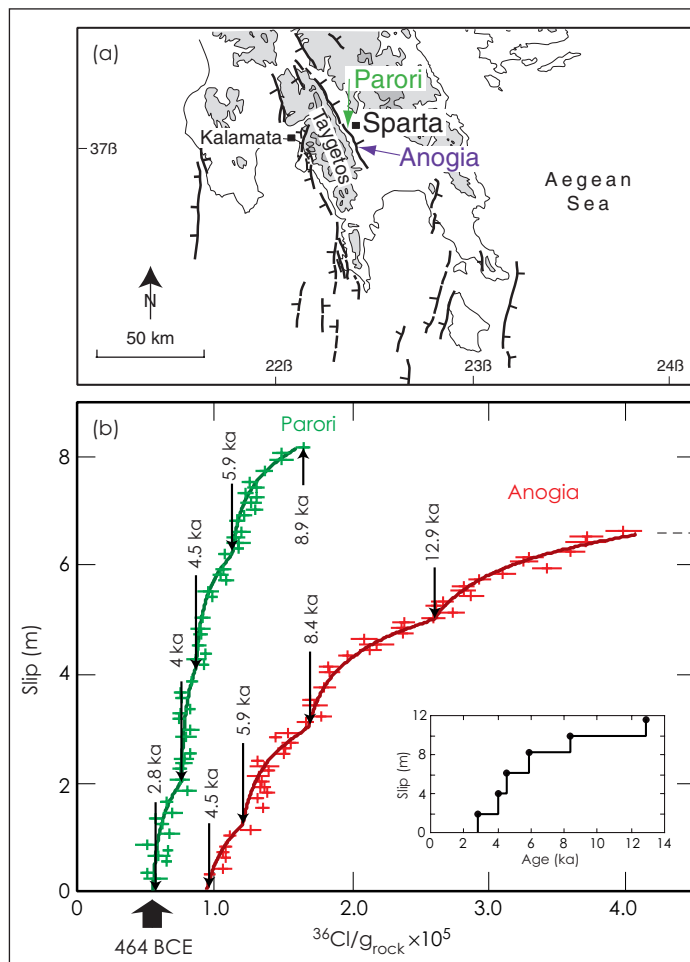 (a)
Parori
Sparta
Kalamata
Taygetos
Anogia
37ß
Aegean
Sea
N
50 km
22ß
23ß
24ß
(b)
Parori
Anogia
8
6
4
2
0
Slip (m)
5.9 ka
8.9 ka
4.5 ka
4 ka
2.8 ka
12.9 ka
8.4 ka
5.9 ka
4.5 ka
12
8
4
0
Slip (m)
0 2 4 6 8 10 12 14
Age (ka)
1.0 2.0 3.0 4.0
³⁶Cl/g_rock ×10⁵
464 BCE